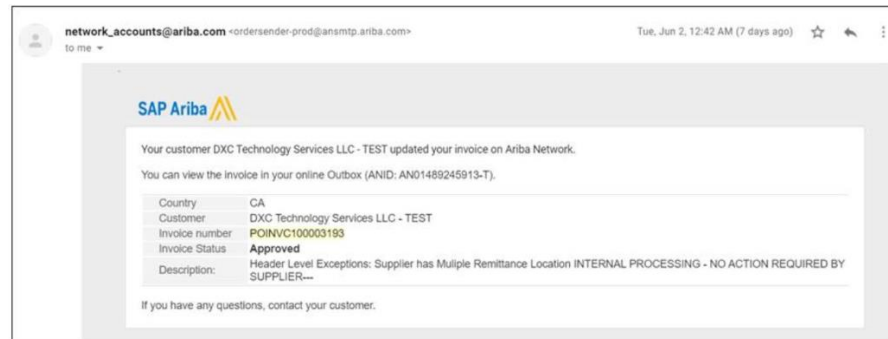 network_accounts@ariba.com <ordersender-prod@ansmtp.ariba.com>
Tue, Jun 2, 12:42 AM (7 days ago)
to me
SAP Ariba
Your customer DXC Technology Services LLC - TEST updated your invoice on Ariba Network.
You can view the invoice in your online Outbox (ANID: AN01489245913-T).
Country CA
Customer DXC Technology Services LLC - TEST
Invoice number POINVC100003193
Invoice Status Approved
Description: Header Level Exceptions: Supplier has Muliple Remittance Location INTERNAL PROCESSING - NO ACTION REQUIRED BY
SUPPLIER---
If you have any questions, contact your customer.